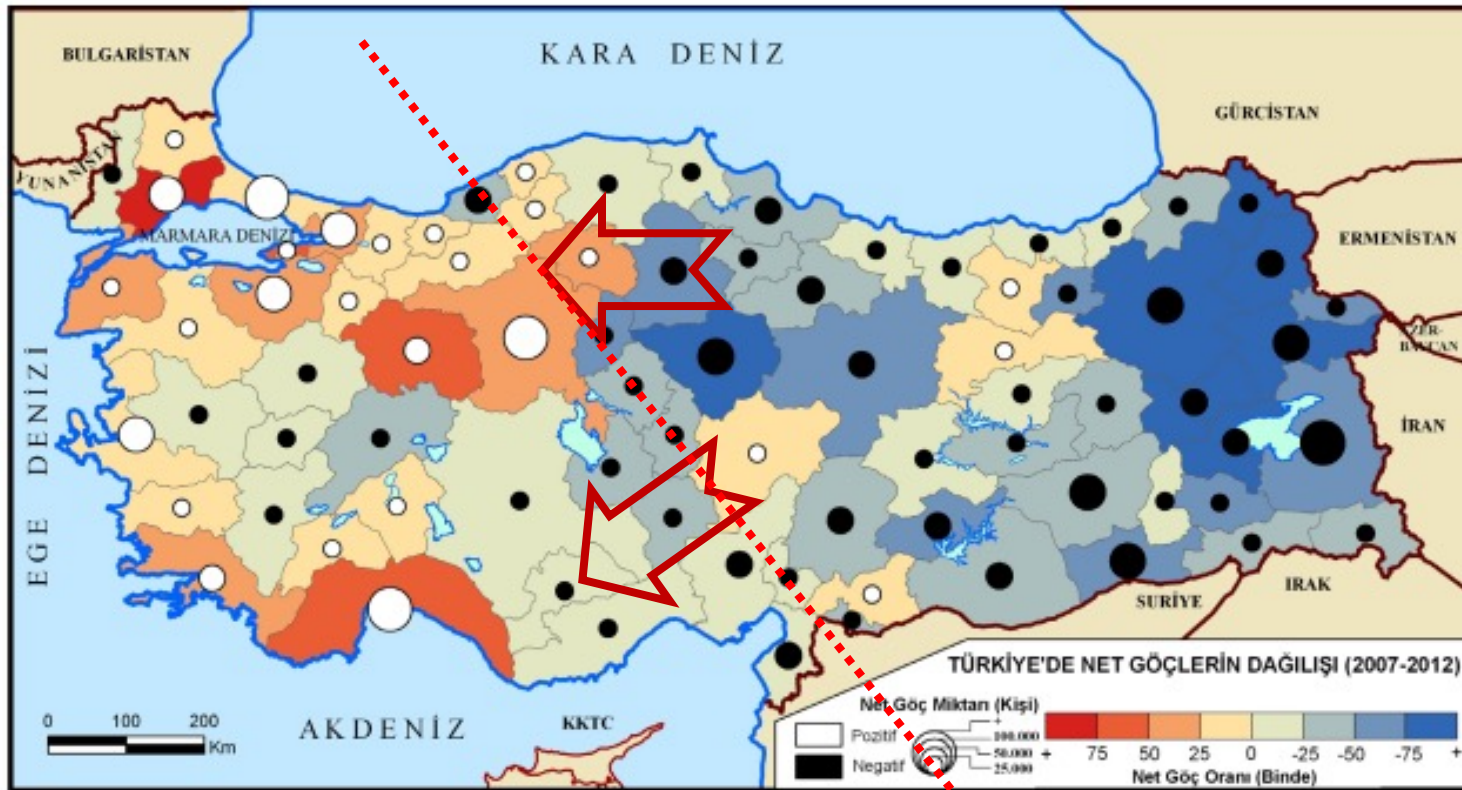 BULGARİSTAN
KARA DENİZ
GÜRCİSTAN
YUNANİSTAN
MARMARA DENİZİ
ERMENİSTAN
AZER-
BAYCAN
EGE DENİZİ
İRAN
IRAK
SURİYE
AKDENİZ
KKTC
0 100 200
Km
TÜRKİYE'DE NET GÖÇLERİN DAĞILIŞI (2007-2012)
Net Göç Miktarı (Kişi)
Pozitif
Negatif
+
100.000
50.000
25.000
+ 75 50 25 0 -25 -50 -75 +
Net Göç Oranı (Binde)